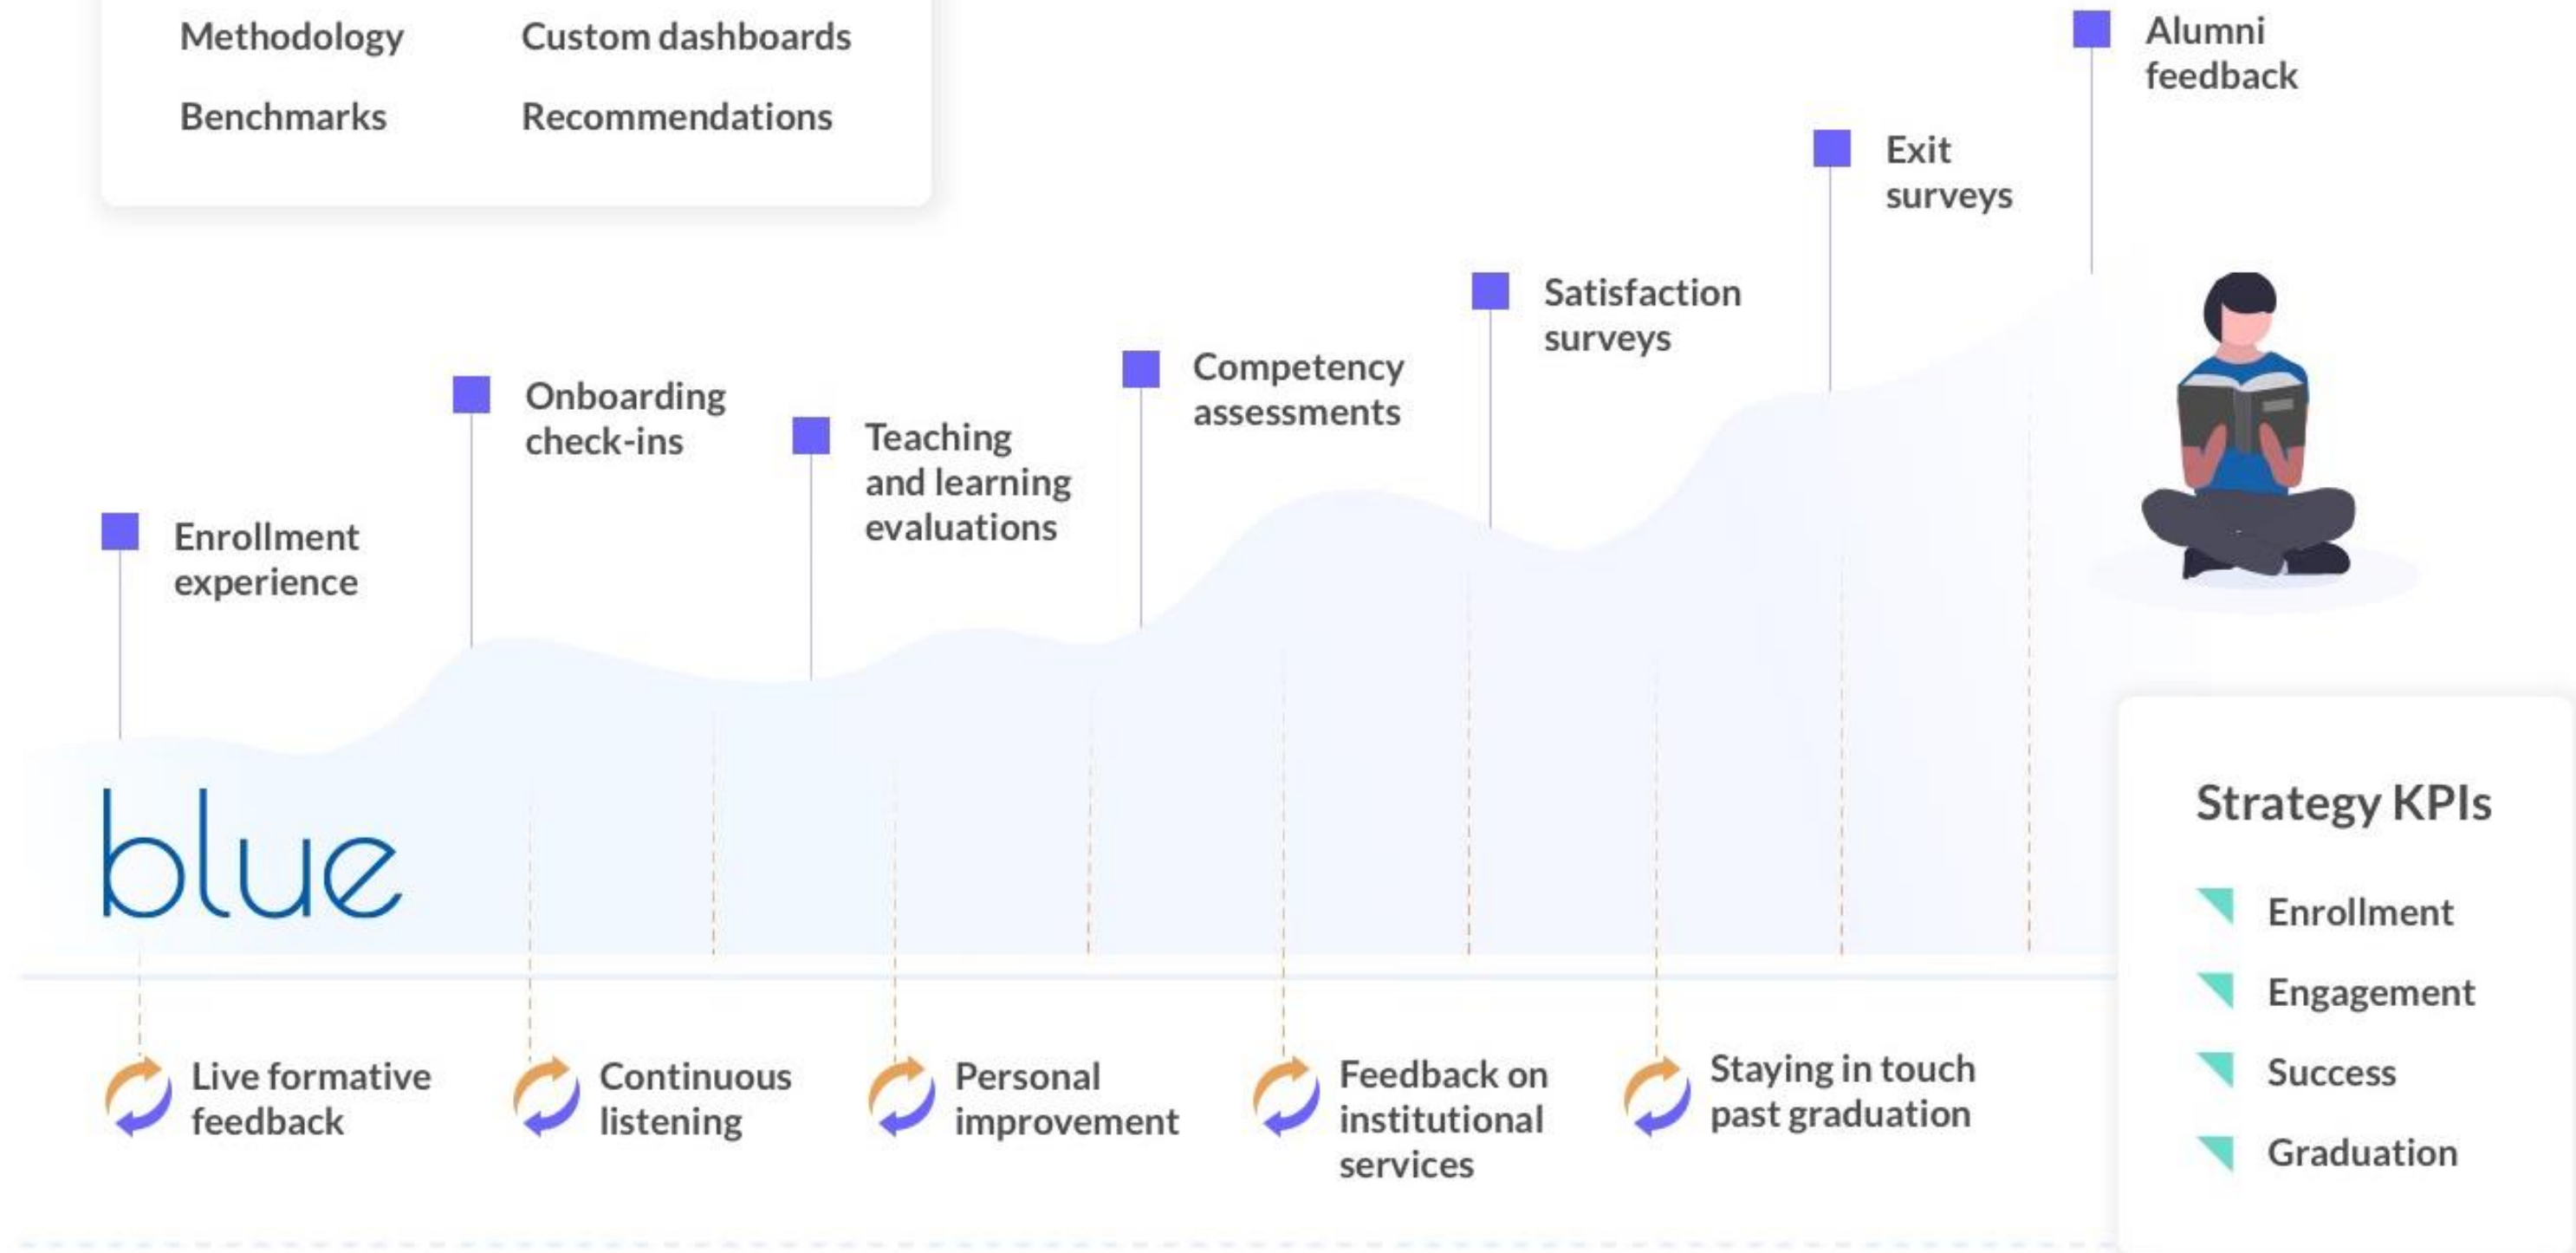 Methodology
Custom dashboards
Benchmarks
Recommendations
Alumni
feedback
Exit
surveys
Satisfaction
surveys
Competency
assessments
Onboarding
check-ins
Teaching
and learning
evaluations
Enrollment
experience
blue
Strategy KPIs
Enrollment
Engagement
Success
Graduation
Live formative
feedback
Continuous
listening
Personal
improvement
Feedback on
institutional
services
Staying in touch
past graduation